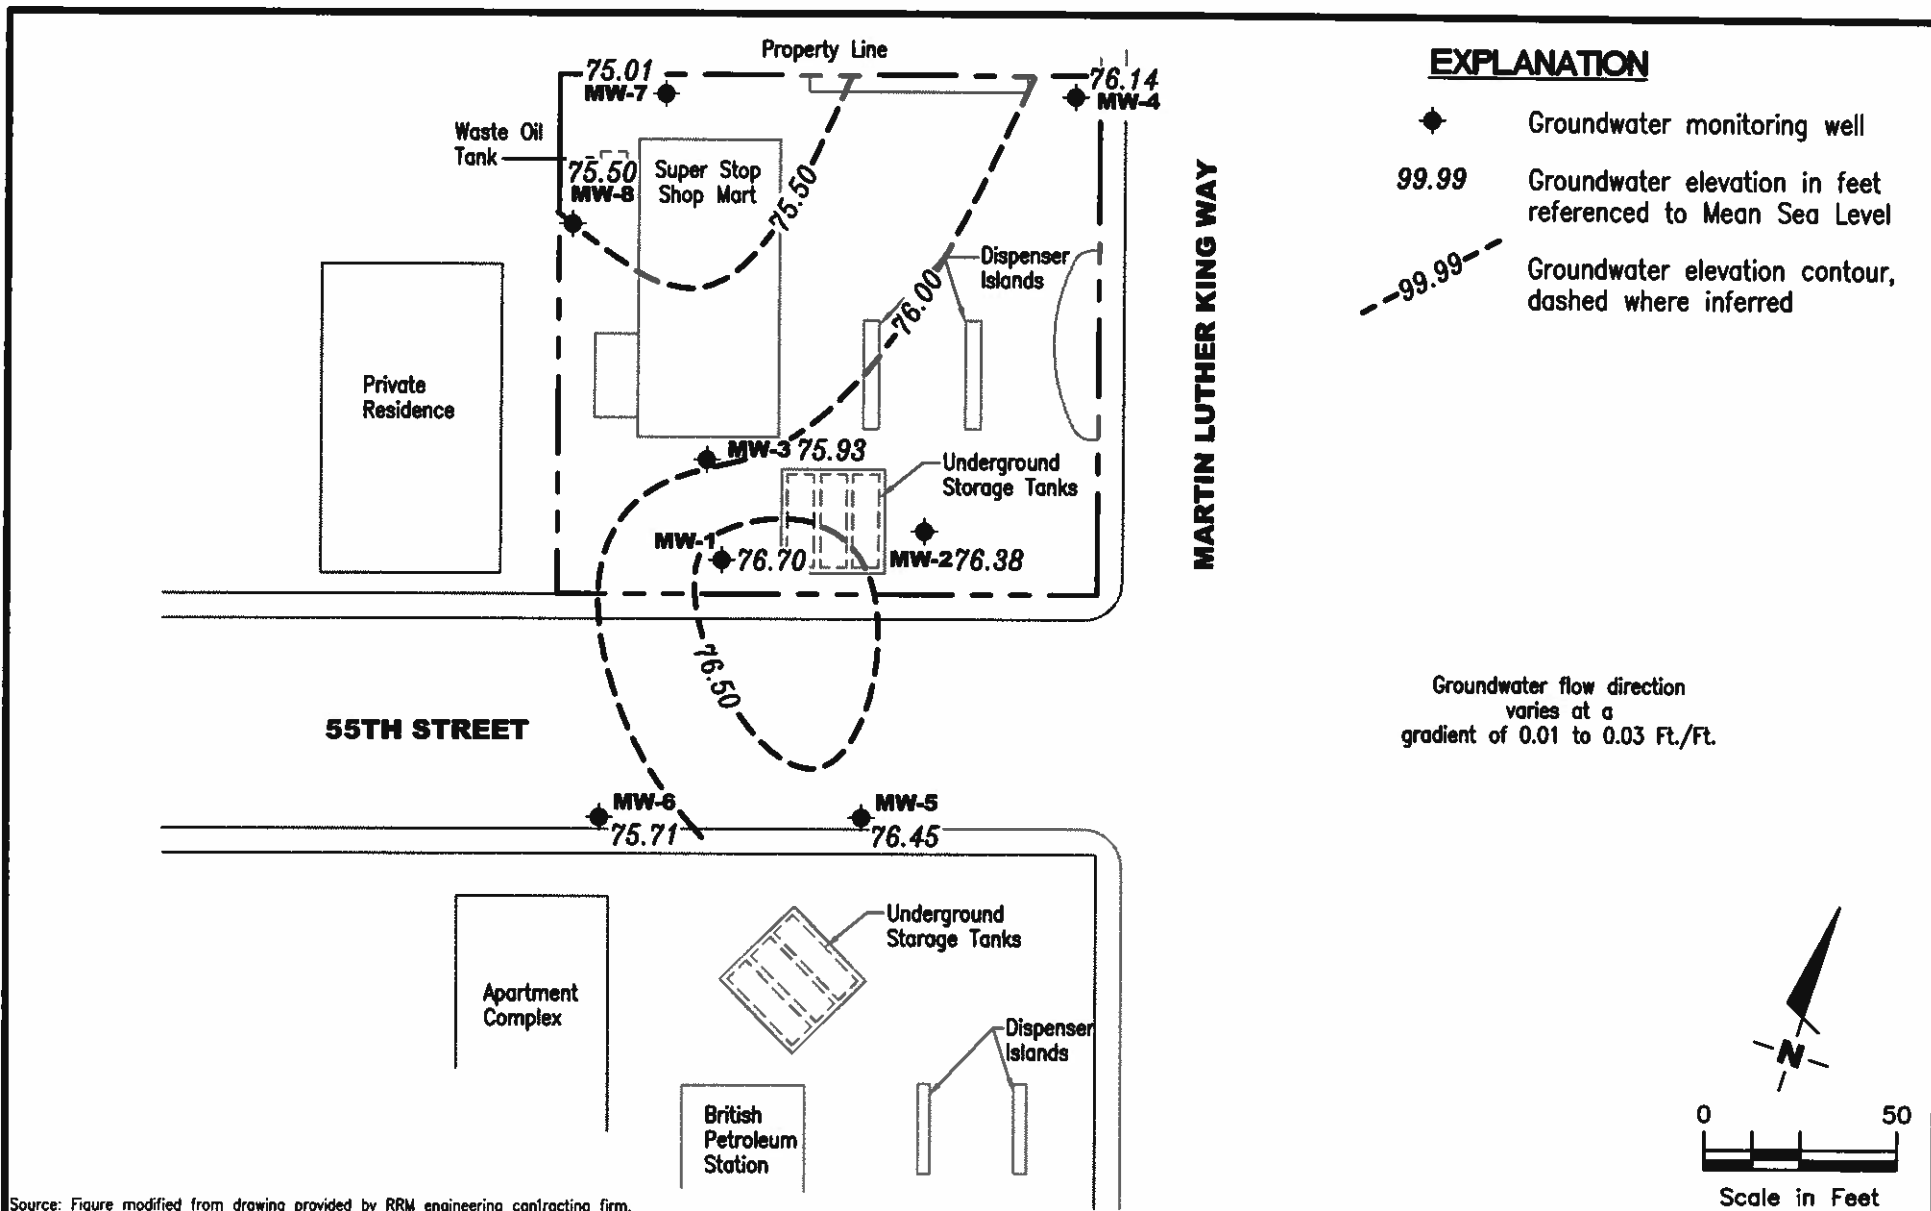 Property Line
75.01
MW-7
76.14
MW-4
Waste Oil
Tank
75.50
MW-8
Super Stop
Shop Mart
75.50
Dispenser
Islands
76.00
Private
Residence
MW-3 75.93
Underground
Storage Tanks
MW-1
76.70
MW-2 76.38
MARTIN LUTHER KING WAY
76.50
55TH STREET
MW-6
75.71
MW-5
76.45
Underground
Starage Tanks
Apartment
Complex
Dispenser
Islands
British
Petroleum
Station
EXPLANATION
Groundwater monitoring well
99.99
Groundwater elevation in feet
referenced to Mean Sea Level
99.99
Groundwater elevation contour,
dashed where inferred
Groundwater flow direction
varies at a
gradient of 0.01 to 0.03 Ft./Ft.
N
0 50
Scale in Feet
Source: Figure modified from drawing provided by RRM engineering contracting firm.